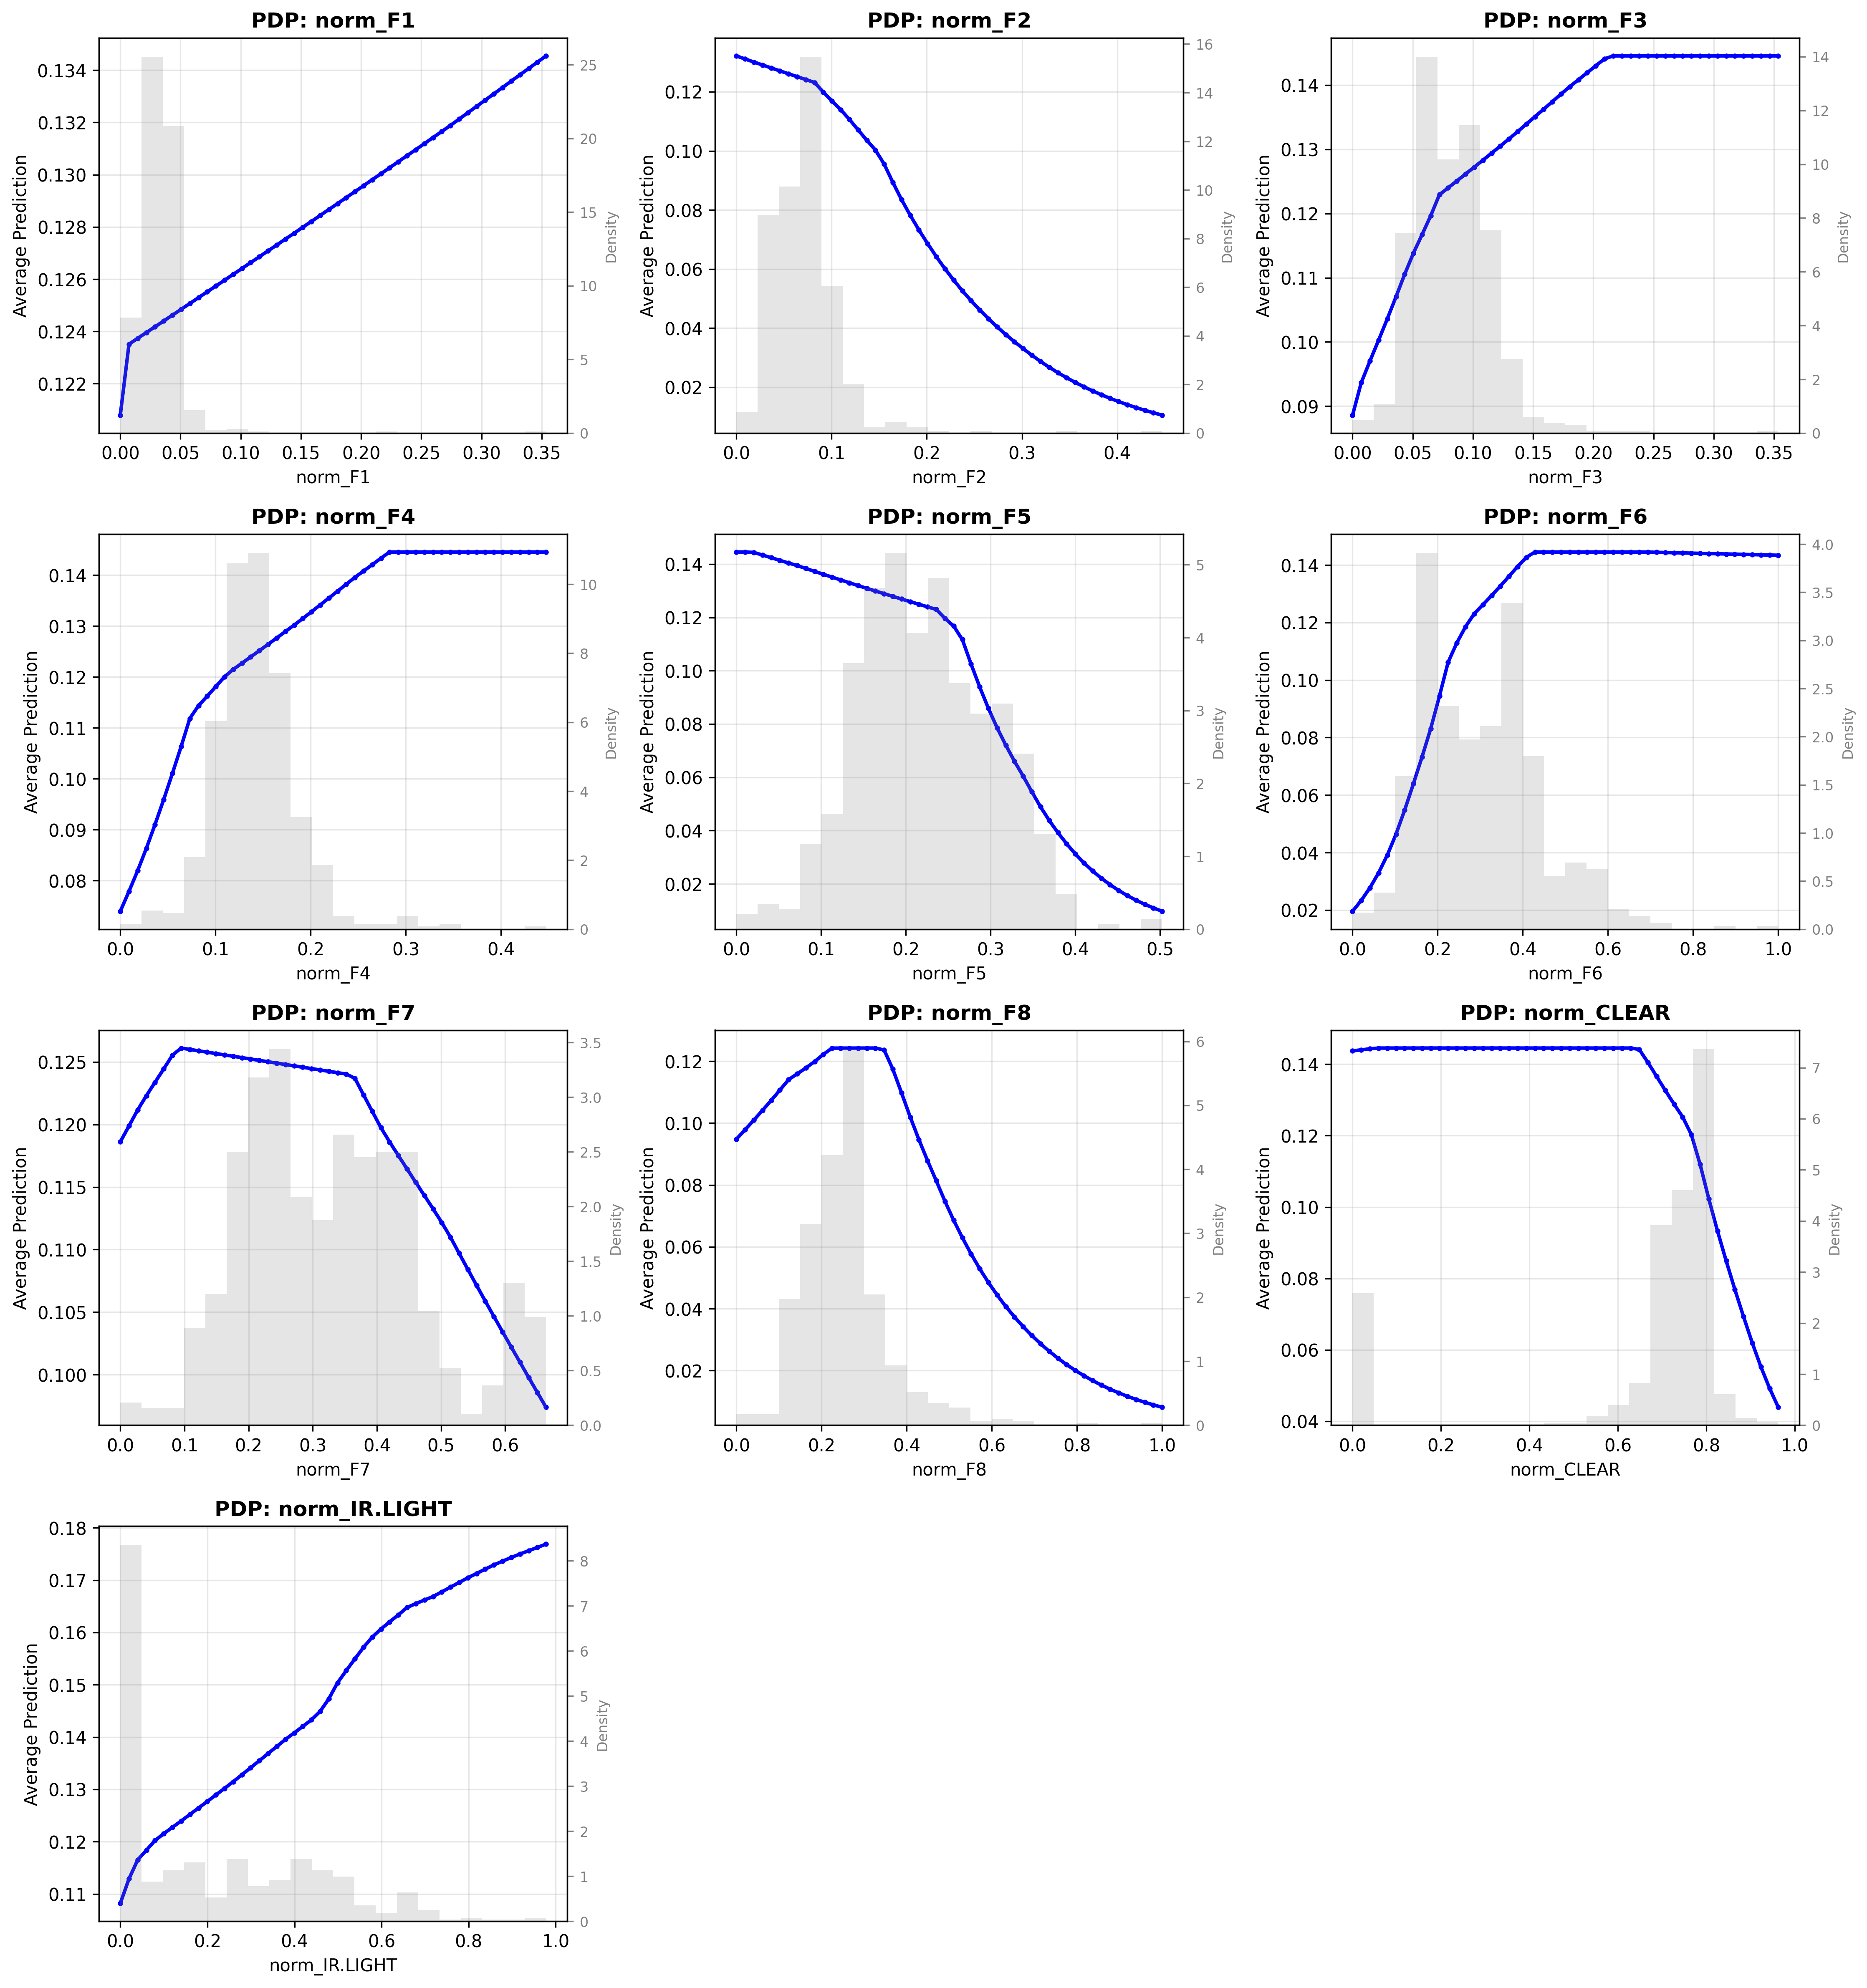 PDP: norm_F1
0.134
0.132
0.130
0.128
0.126
0.124
0.122
Average Prediction
25
20
15
10
5
0
Density
0.00 0.05 0.10 0.15 0.20 0.25 0.30 0.35
norm_F1
PDP: norm_F2
0.12
0.10
0.08
0.06
0.04
0.02
Average Prediction
16
14
12
10
8
6
4
2
0
Density
0.0 0.1 0.2 0.3 0.4
norm_F2
PDP: norm_F3
0.14
0.13
0.12
0.11
0.10
0.09
Average Prediction
14
12
10
8
6
4
2
0
Density
0.00 0.05 0.10 0.15 0.20 0.25 0.30 0.35
norm_F3
PDP: norm_F4
0.14
0.13
0.12
0.11
0.10
0.09
0.08
Average Prediction
10
8
6
4
2
0
Density
0.0 0.1 0.2 0.3 0.4
norm_F4
PDP: norm_F5
0.14
0.12
0.10
0.08
0.06
0.04
0.02
Average Prediction
5
4
3
2
1
0
Density
0.0 0.1 0.2 0.3 0.4 0.5
norm_F5
PDP: norm_F6
0.14
0.12
0.10
0.08
0.06
0.04
0.02
Average Prediction
4.0
3.5
3.0
2.5
2.0
1.5
1.0
0.5
0.0
Density
0.0 0.2 0.4 0.6 0.8 1.0
norm_F6
PDP: norm_F7
0.125
0.120
0.115
0.110
0.105
0.100
Average Prediction
3.5
3.0
2.5
2.0
1.5
1.0
0.5
0.0
Density
0.0 0.1 0.2 0.3 0.4 0.5 0.6
norm_F7
PDP: norm_F8
0.12
0.10
0.08
0.06
0.04
0.02
Average Prediction
6
5
4
3
2
1
0
Density
0.0 0.2 0.4 0.6 0.8 1.0
norm_F8
PDP: norm_CLEAR
0.14
0.12
0.10
0.08
0.06
0.04
Average Prediction
7
6
5
4
3
2
1
0
Density
0.0 0.2 0.4 0.6 0.8 1.0
norm_CLEAR
PDP: norm_IR.LIGHT
0.18
0.17
0.16
0.15
0.14
0.13
0.12
0.11
Average Prediction
8
7
6
5
4
3
2
1
0
Density
0.0 0.2 0.4 0.6 0.8 1.0
norm_IR.LIGHT